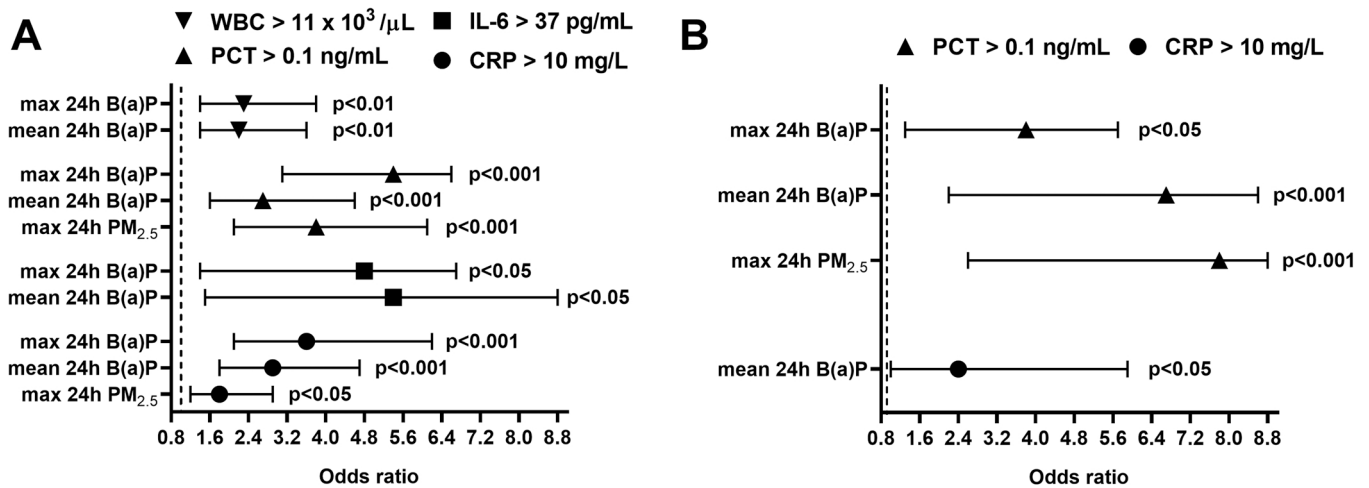 A
WBC > 11 x 10³/μL
IL-6 > 37 pg/mL
PCT > 0.1 ng/mL
CRP > 10 mg/L
max 24h B(a)P p<0.01
mean 24h B(a)P p<0.01
max 24h B(a)P p<0.001
mean 24h B(a)P p<0.001
max 24h PM₂.₅ p<0.001
max 24h B(a)P p<0.05
mean 24h B(a)P p<0.05
max 24h B(a)P p<0.001
mean 24h B(a)P p<0.001
max 24h PM₂.₅ p<0.05
0.8 1.6 2.4 3.2 4.0 4.8 5.6 6.4 7.2 8.0 8.8
Odds ratio
B
PCT > 0.1 ng/mL
CRP > 10 mg/L
max 24h B(a)P p<0.05
mean 24h B(a)P p<0.001
max 24h PM₂.₅ p<0.001
mean 24h B(a)P p<0.05
0.8 1.6 2.4 3.2 4.0 4.8 5.6 6.4 7.2 8.0 8.8
Odds ratio